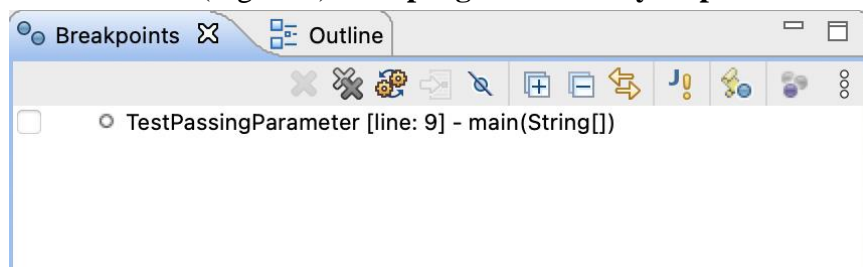 Breakpoints Outline
TestPassingParameter [line: 9] - main(String[])